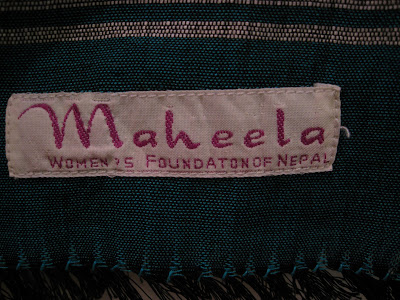 Maheela
WOMEN'S FOUNDATON OF NEPAL